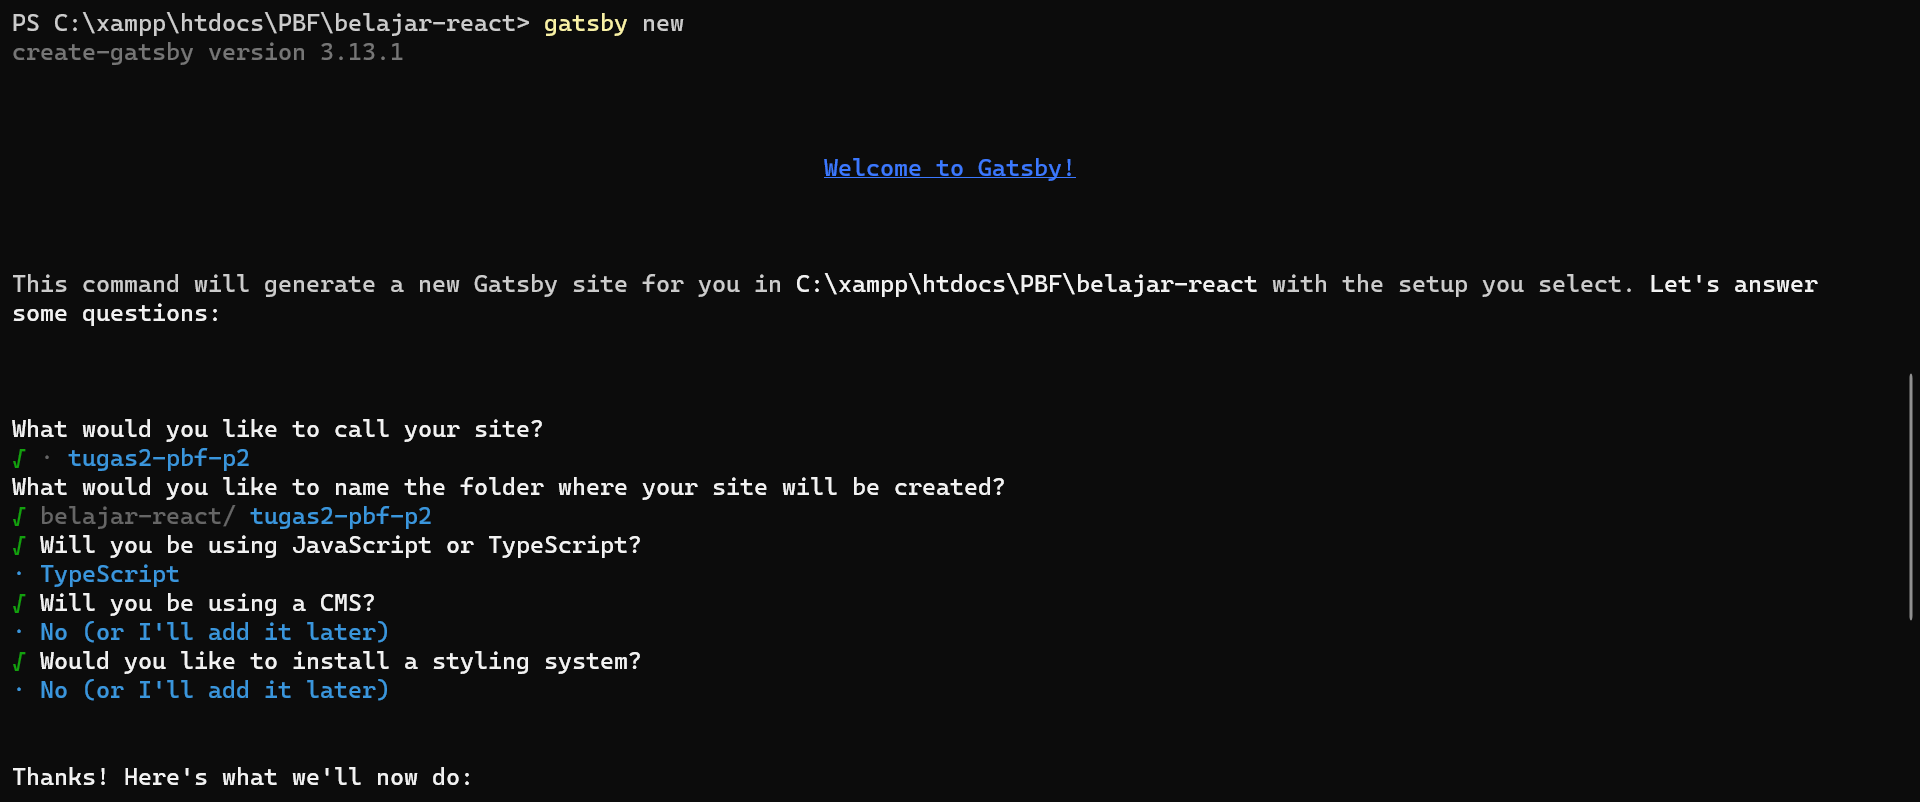 PS C:\xampp\htdocs\PBF\belajar-react> gatsby new
create-gatsby version 3.13.1
Welcome to Gatsby!
This command will generate a new Gatsby site for you in C:\xampp\htdocs\PBF\belajar-react with the setup you select. Let's answer
some questions:
What would you like to call your site?
√ · tugas2-pbf-p2
What would you like to name the folder where your site will be created?
√ belajar-react/ tugas2-pbf-p2
√ Will you be using JavaScript or TypeScript?
· TypeScript
√ Will you be using a CMS?
· No (or I'll add it later)
√ Would you like to install a styling system?
· No (or I'll add it later)
Thanks! Here's what we'll now do: